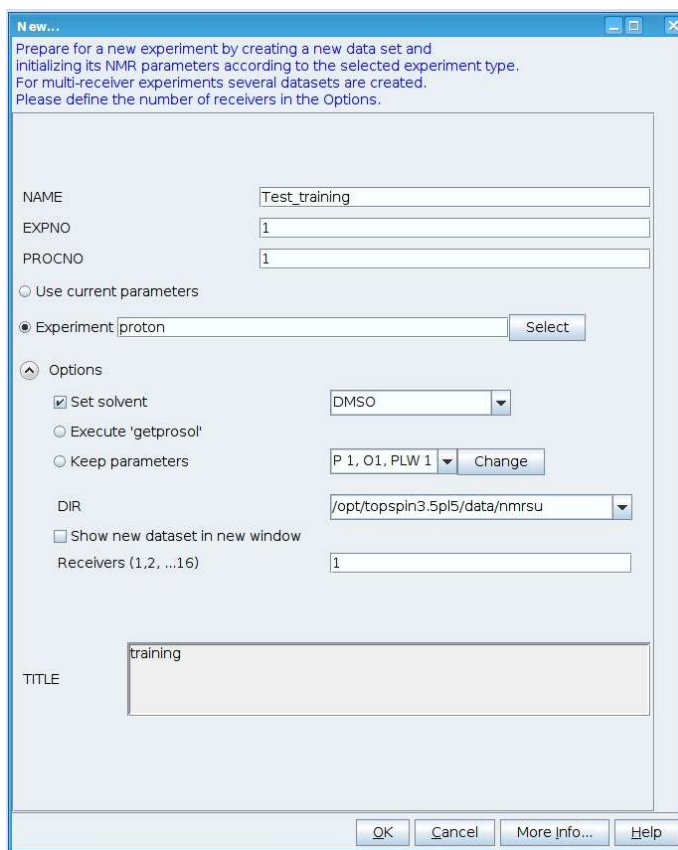 New...
Prepare for a new experiment by creating a new data set and
initializing its NMR parameters according to the selected experiment type.
For multi-receiver experiments several datasets are created.
Please define the number of receivers in the Options.
NAME Test_training
EXPNO 1
PROCNO 1
Use current parameters
Experiment proton Select
Options
Set solvent DMSO
Execute 'getprosol'
Keep parameters P 1, O1, PLW 1 Change
DIR /opt/topspin3.5pl5/data/nmrsu
Show new dataset in new window
Receivers (1,2, ...16) 1
training
TITLE
OK Cancel More Info... Help